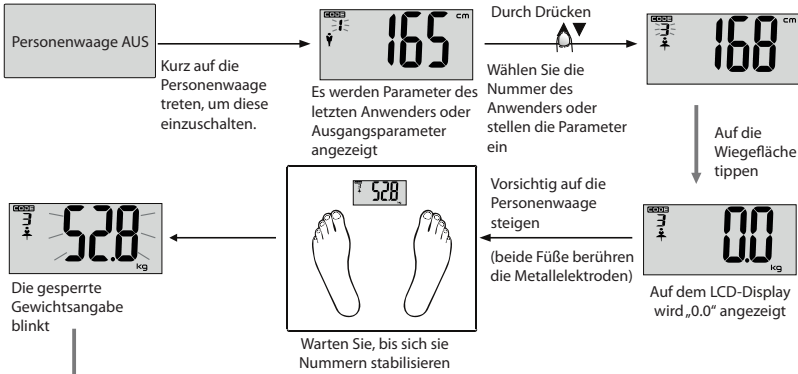 Personenwaage AUS
Kurz auf die
Personenwaage
treten, um diese
einzuschalten.
CODE
1
165
cm
Es werden Parameter des
letzten Anwenders oder
Ausgangsparameter
angezeigt
Durch Drücken
Wählen Sie die
Nummer des
Anwenders oder
stellen die Parameter
ein
CODE
3
168
cm
Auf die
Wiegefläche
tippen
CODE
3
0.0
kg
Auf dem LCD-Display
wird „0.0“ angezeigt
Vorsichtig auf die
Personenwaage
steigen
(beide Füße berühren
die Metallelektroden)
52.8
Warten Sie, bis sich sie
Nummern stabilisieren
CODE
3
52.8
kg
Die gesperrte
Gewichtsangabe
blinkt